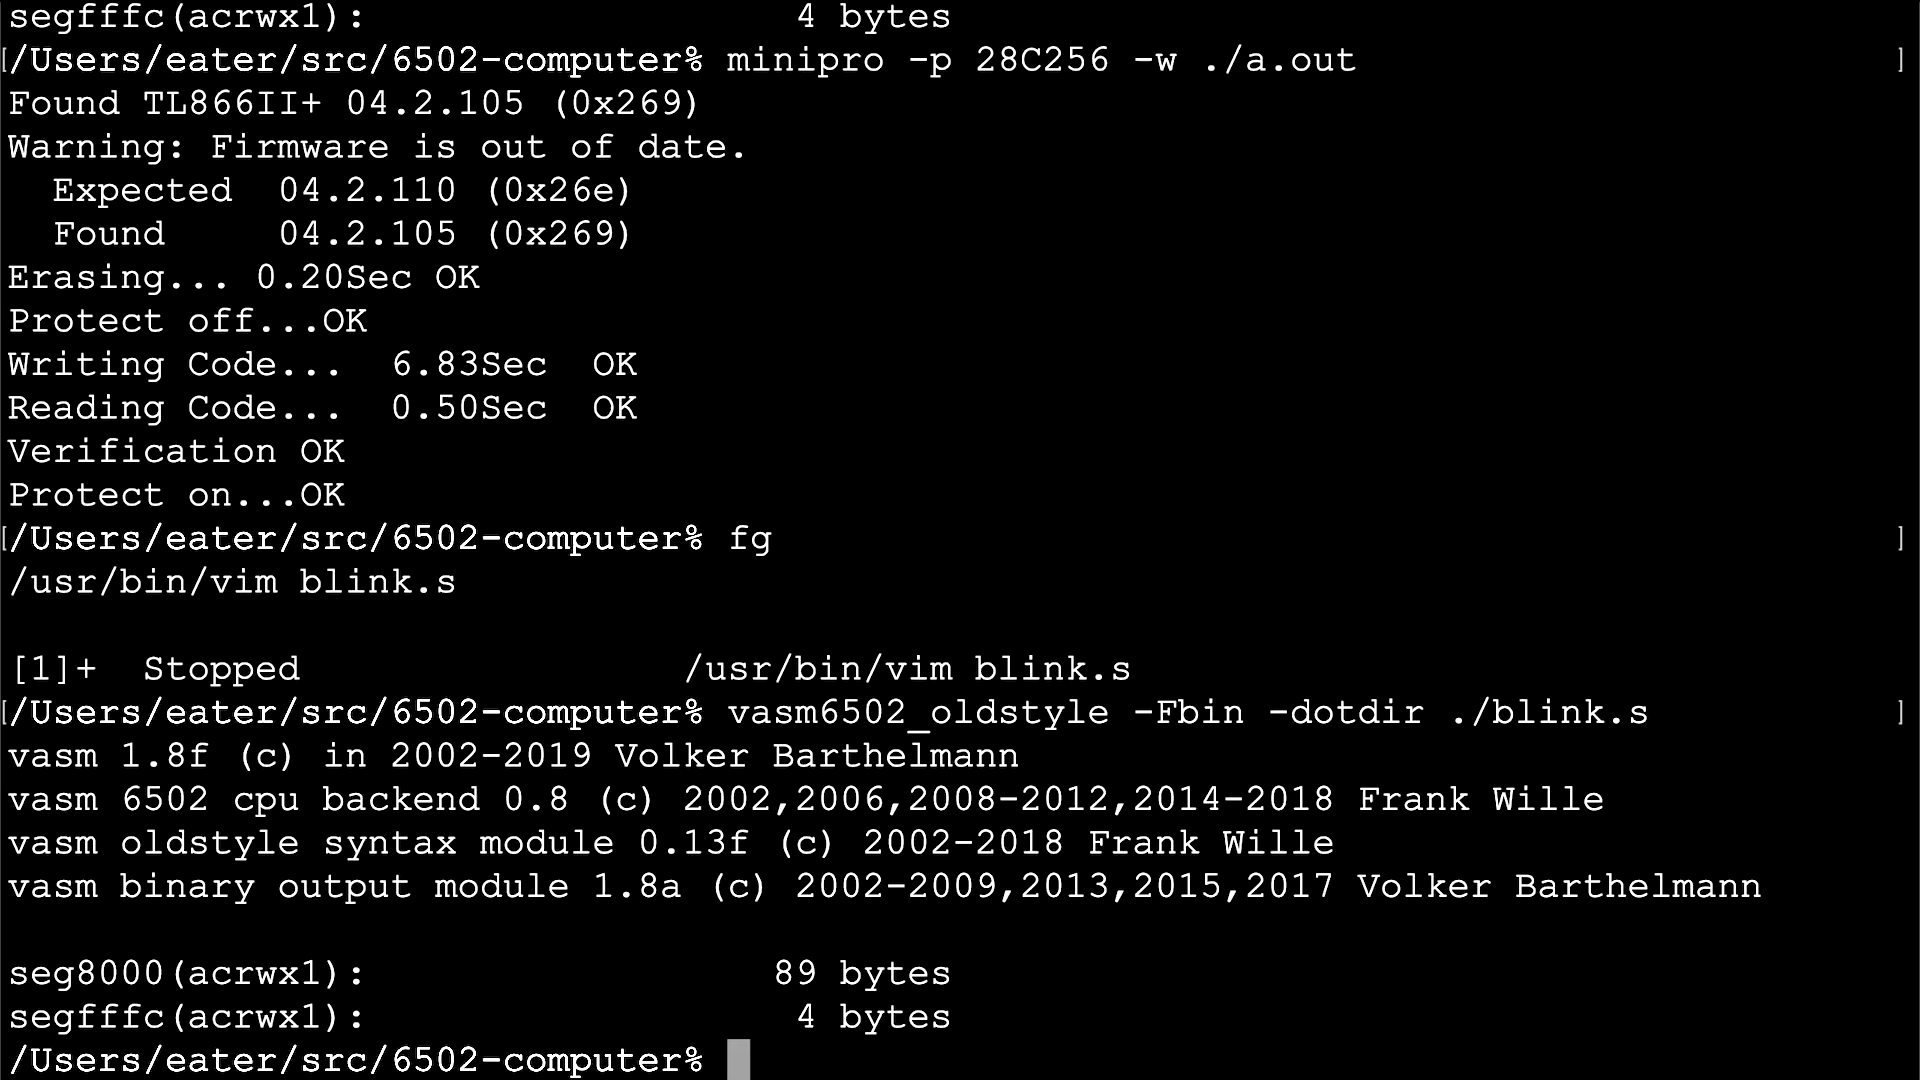 segfffc(acrwx1):                   4 bytes
[/Users/eater/src/6502-computer% minipro -p 28C256 -w ./a.out ]
Found TL866II+ 04.2.105 (0x269)
Warning: Firmware is out of date.
  Expected  04.2.110 (0x26e)
  Found     04.2.105 (0x269)
Erasing... 0.20Sec OK
Protect off...OK
Writing Code...  6.83Sec  OK
Reading Code...  0.50Sec  OK
Verification OK
Protect on...OK
[/Users/eater/src/6502-computer% fg ]
/usr/bin/vim blink.s
[1]+  Stopped                 /usr/bin/vim blink.s
[/Users/eater/src/6502-computer% vasm6502_oldstyle -Fbin -dotdir ./blink.s ]
vasm 1.8f (c) in 2002-2019 Volker Barthelmann
vasm 6502 cpu backend 0.8 (c) 2002,2006,2008-2012,2014-2018 Frank Wille
vasm oldstyle syntax module 0.13f (c) 2002-2018 Frank Wille
vasm binary output module 1.8a (c) 2002-2009,2013,2015,2017 Volker Barthelmann
seg8000(acrwx1):                  89 bytes
segfffc(acrwx1):                   4 bytes
/Users/eater/src/6502-computer%